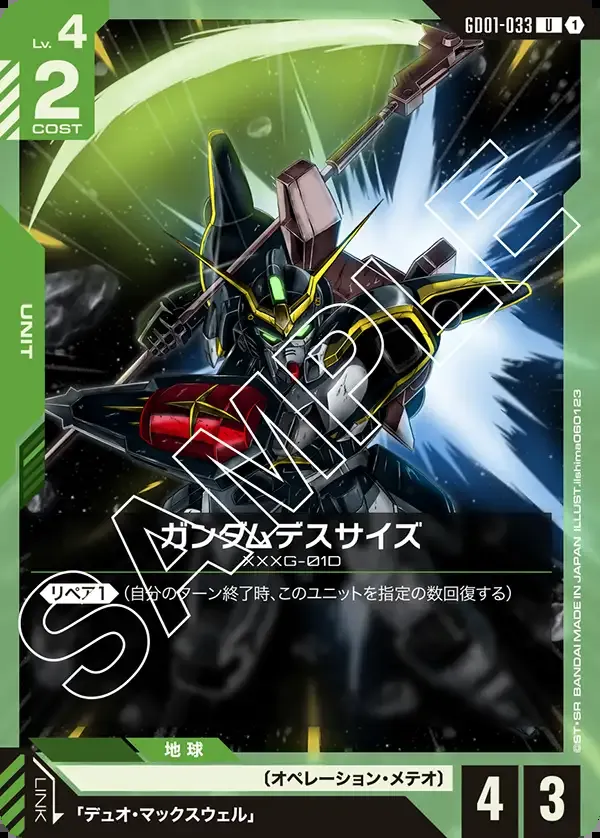 Lv. 4
GD01-033 U 1
2
COST
UNIT
SAMPLE
ガンダムデスサイズ
XXXG-01D
リペア1 (自分のターン終了時、このユニットを指定の数回復する)
©ST・SR BANDAI MADE IN JAPAN ILLUST.iishima060123
地球
〔オペレーション・メテオ〕
LINK
「デュオ・マックスウェル」
4 3